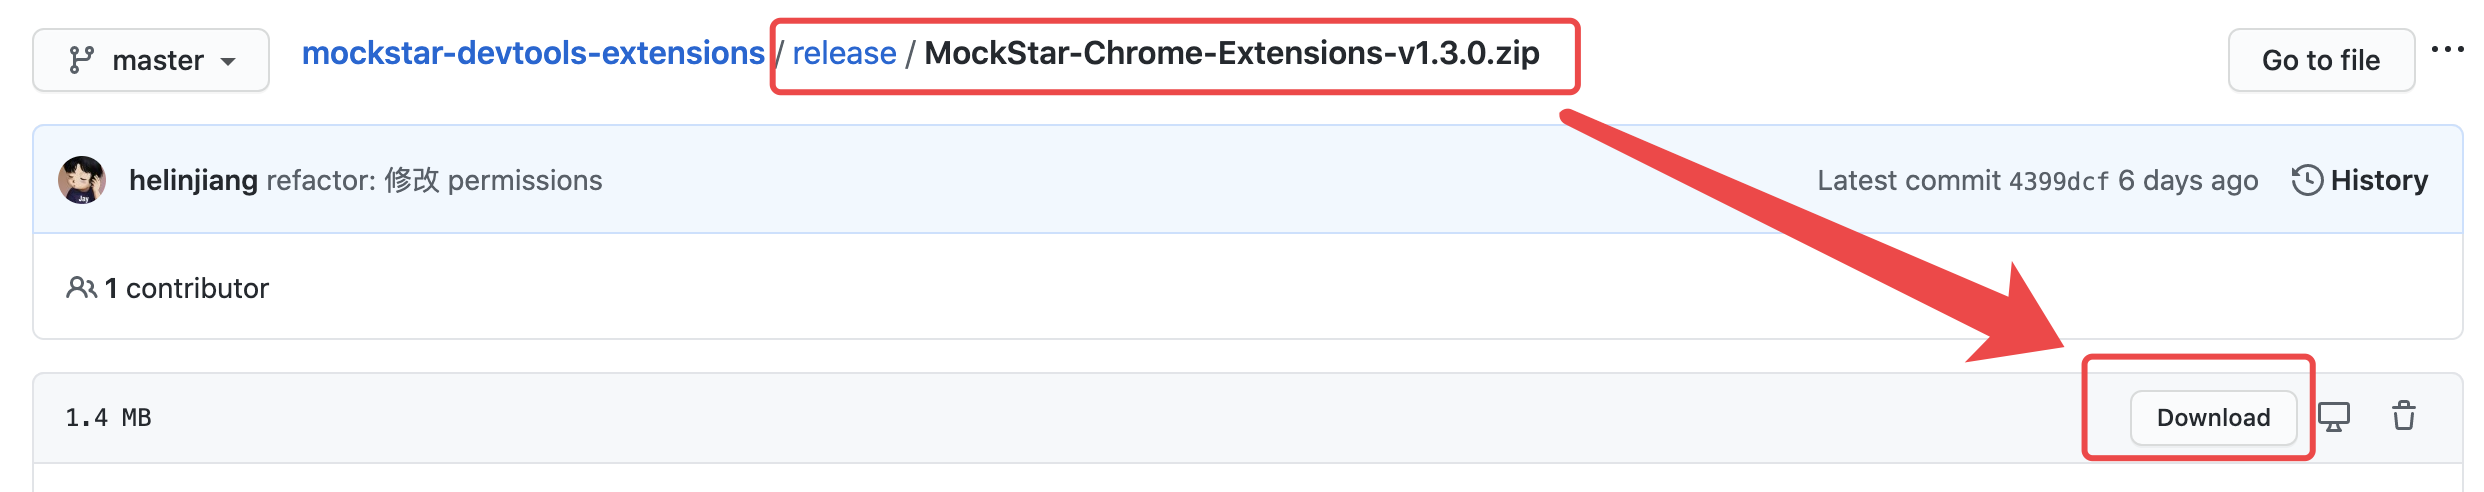 master mockstar-devtools-extensions / release / MockStar-Chrome-Extensions-v1.3.0.zip Go to file ...
helinjiang refactor: 修改 permissions Latest commit 4399dcf 6 days ago History
1 contributor
1.4 MB Download